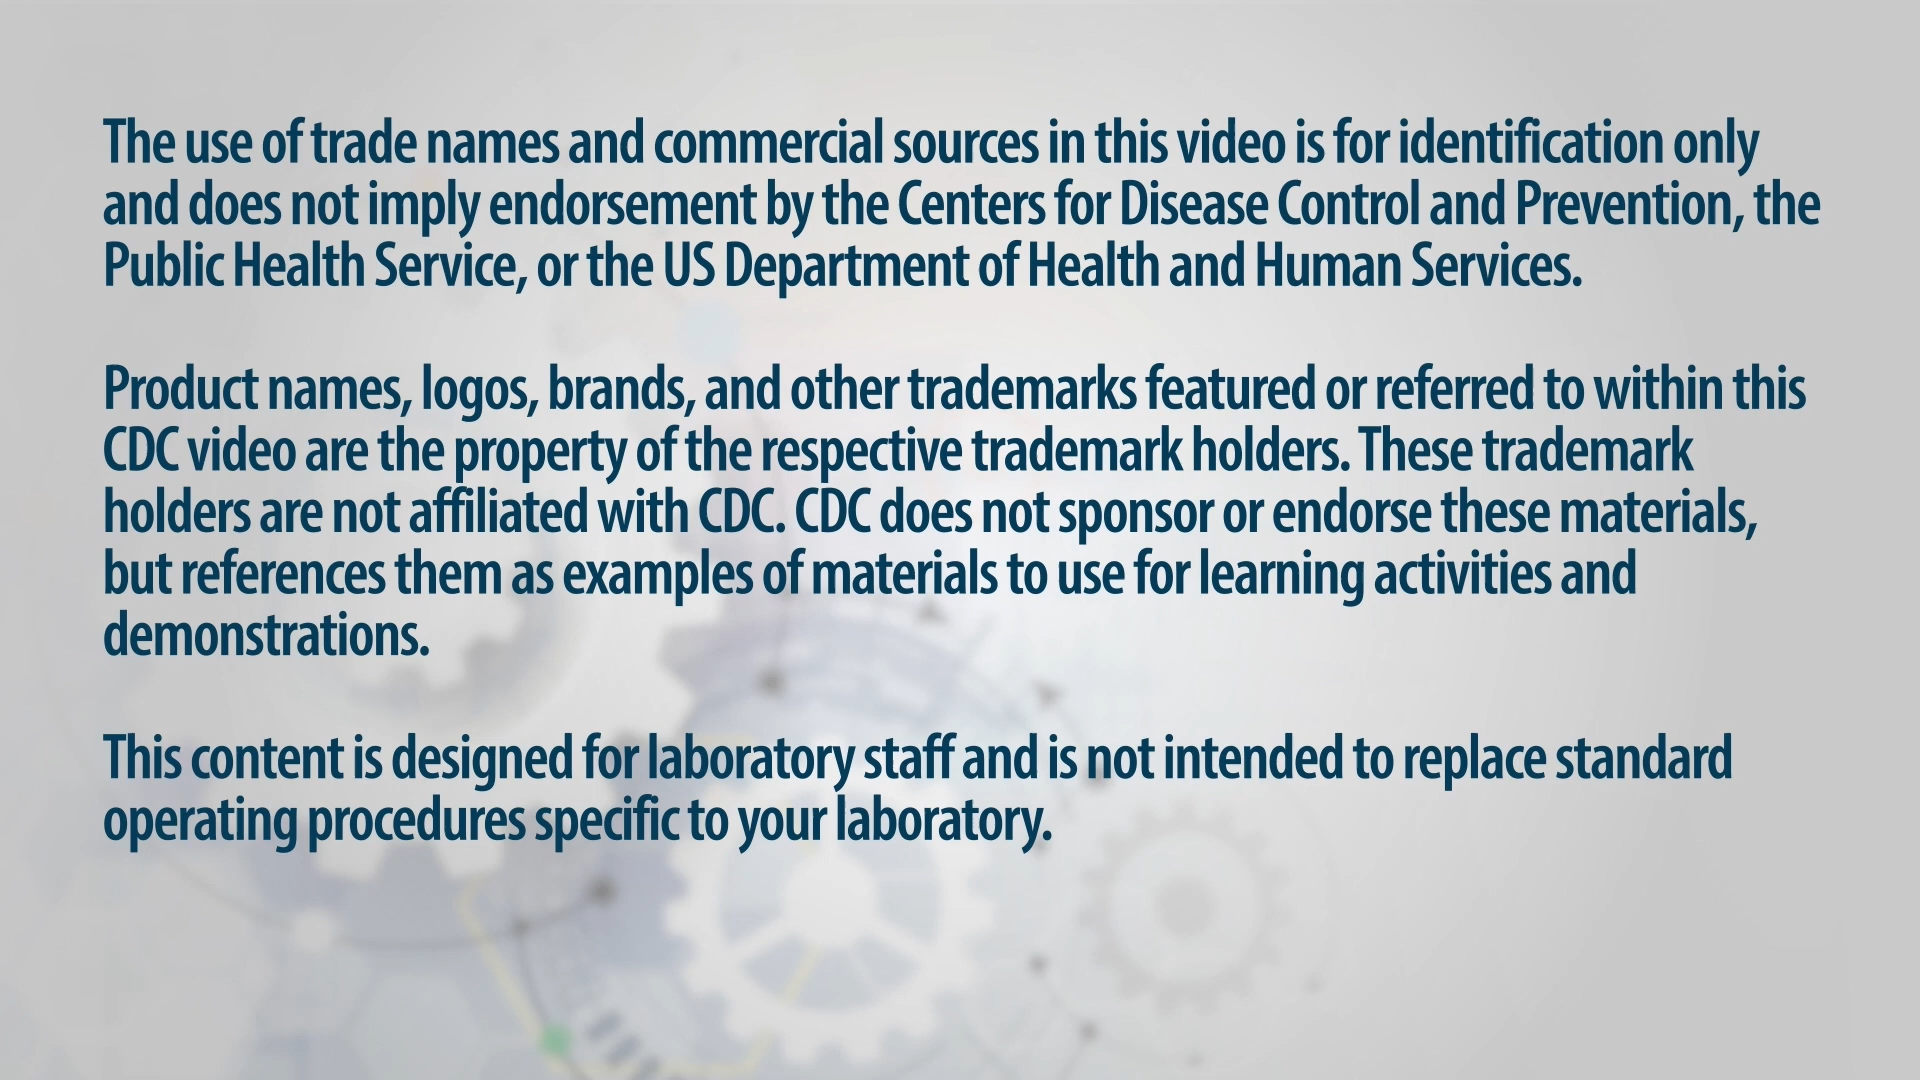 The use of trade names and commercial sources in this video is for identification only
and does not imply endorsement by the Centers for Disease Control and Prevention, the
Public Health Service, or the US Department of Health and Human Services.
Product names, logos, brands, and other trademarks featured or referred to within this
CDC video are the property of the respective trademark holders. These trademark
holders are not affiliated with CDC. CDC does not sponsor or endorse these materials,
but references them as examples of materials to use for learning activities and
demonstrations.
This content is designed for laboratory staff and is not intended to replace standard
operating procedures specific to your laboratory.